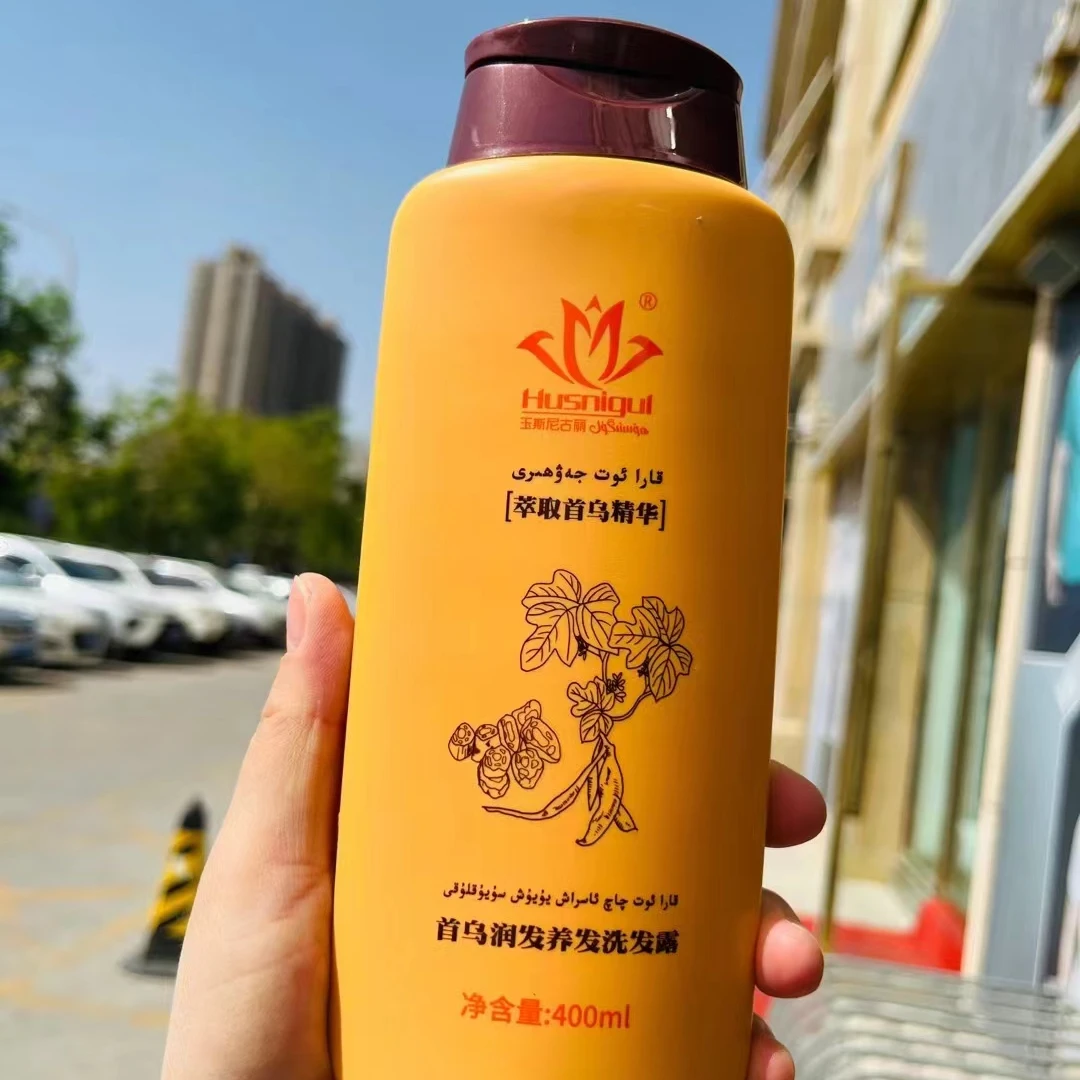 ®
Husnigul
玉斯尼古丽 ھۆسنىگۈل
قارا ئوت جەۋھىرى
[萃取首乌精华]
قارا ئوت چاچ ئاسراش يۇيۇش سۇيۇقلۇقى
首乌润发养发洗发露
净含量:400ml